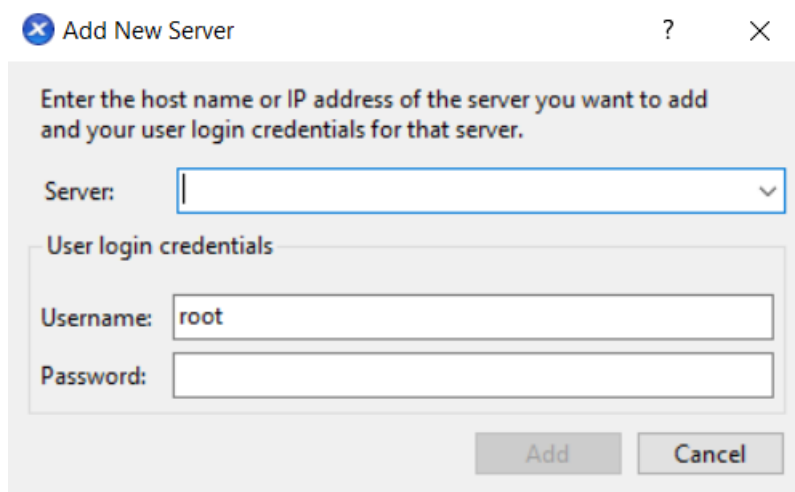 Add New Server
?
Enter the host name or IP address of the server you want to add
and your user login credentials for that server.
Server:
User login credentials
Username: root
Password:
Add Cancel